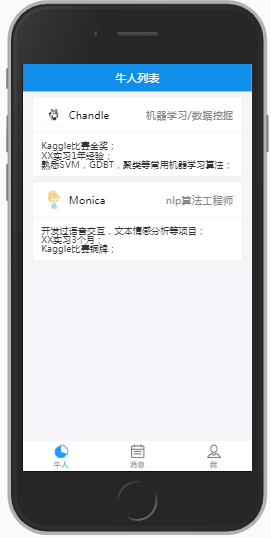 牛人列表
Chandle 机器学习/数据挖掘
Kaggle比赛金奖；
XX实习1年经验；
熟悉SVM，GDBT，聚类等常用机器学习算法；
Monica nlp算法工程师
开发过语音交互，文本情感分析等项目；
XX实习3个月；
Kaggle比赛铜牌；
牛人 消息 我